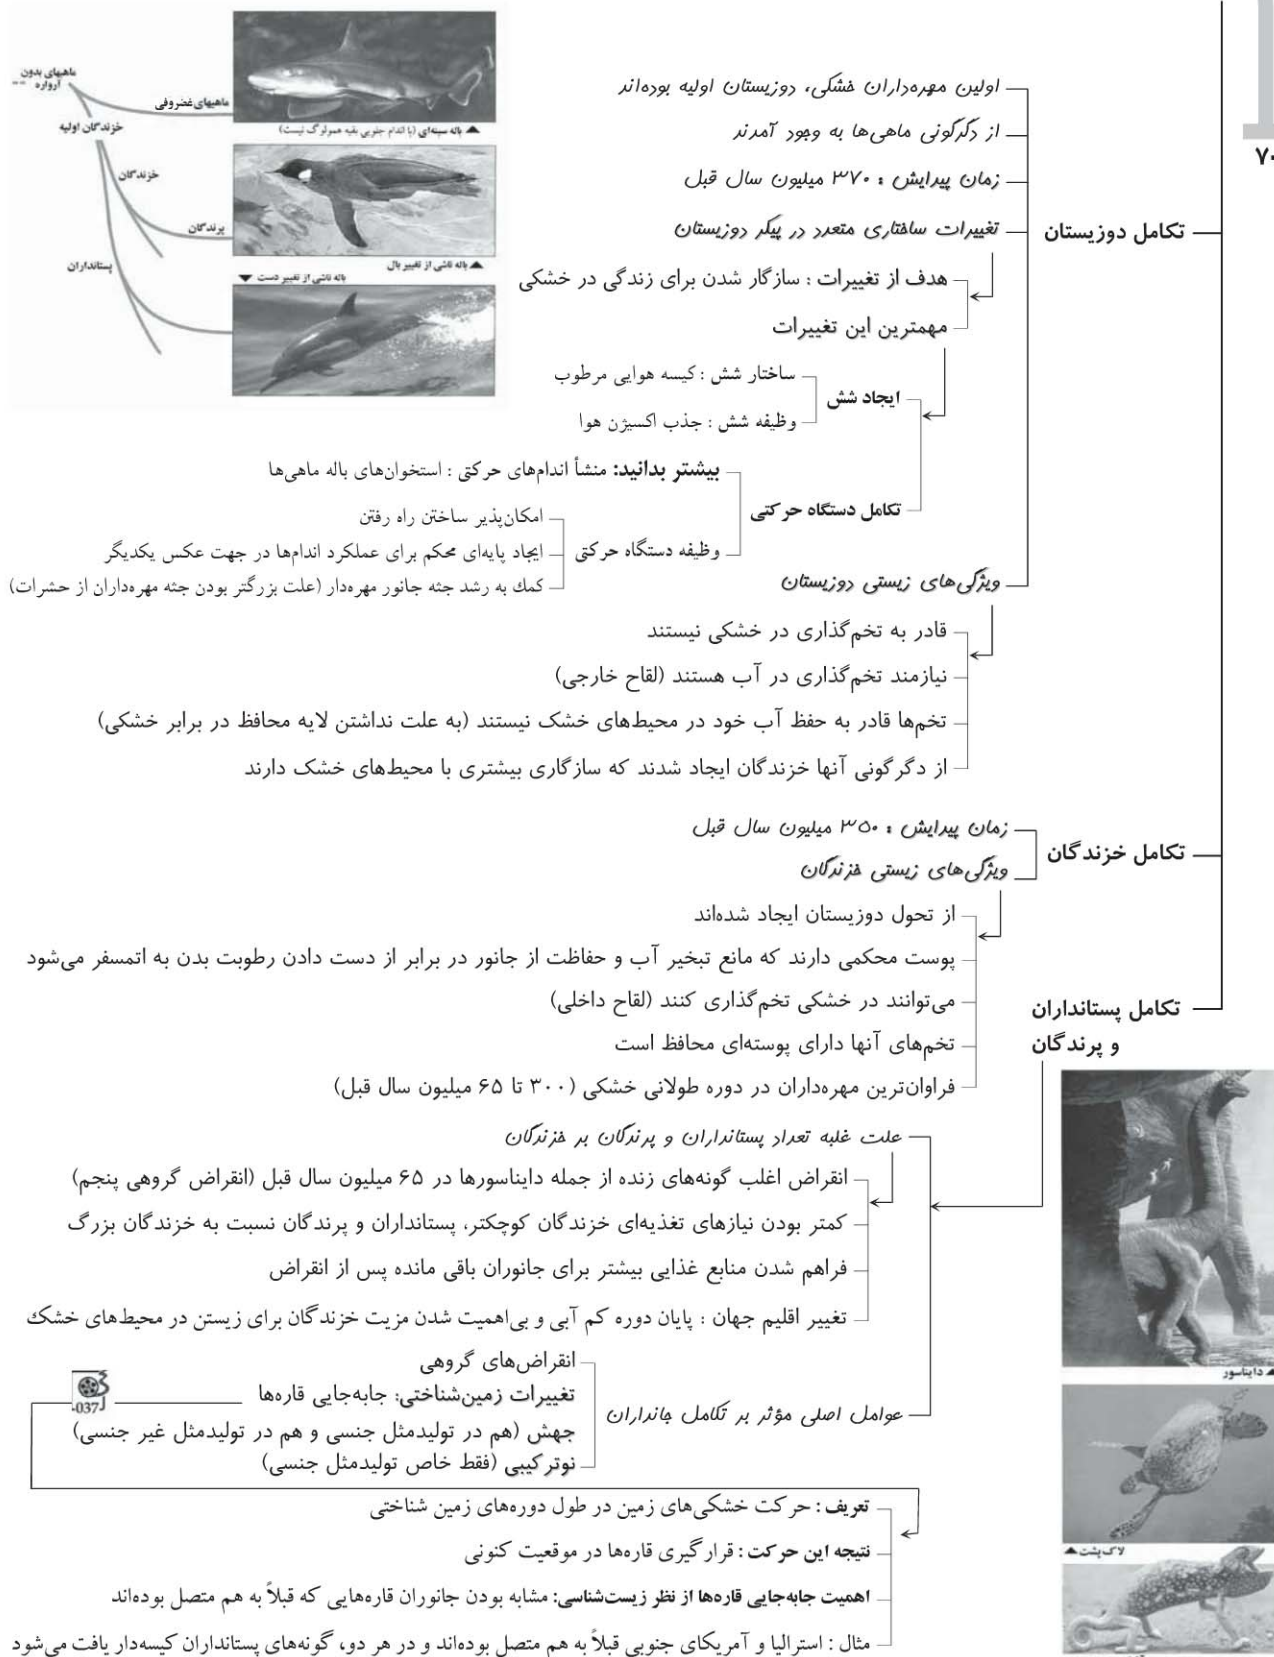 ۷۰
ماهیهای بدون
آرواره
ماهیهای غضروفی
خزندگان اولیه
خزندگان
پرندگان
پستانداران
باله سینه‌ای (با اندام جلویی بقیه همولوگ نیست)
باله ناشی از تغییر بال
باله ناشی از تغییر دست
تکامل دوزیستان
اولین مهره‌داران خشکی، دوزیستان اولیه بوده‌اند
از دگرگونی ماهی‌ها به وجود آمدند
زمان پیدایش : ۳۷۰ میلیون سال قبل
تغییرات ساختاری متعدد در پیکر دوزیستان
هدف از تغییرات : سازگار شدن برای زندگی در خشکی
مهمترین این تغییرات
ایجاد شش
ساختار شش : کیسه هوایی مرطوب
وظیفه شش : جذب اکسیژن هوا
تکامل دستگاه حرکتی
بیشتر بدانید: منشأ اندام‌های حرکتی : استخوان‌های باله ماهی‌ها
وظیفه دستگاه حرکتی
امکان‌پذیر ساختن راه رفتن
ایجاد پایه‌ای محکم برای عملکرد اندام‌ها در جهت عکس یکدیگر
کمک به رشد جثه جانور مهره‌دار (علت بزرگتر بودن جثه مهره‌داران از حشرات)
ویژگی‌های زیستی دوزیستان
قادر به تخم‌گذاری در خشکی نیستند
نیازمند تخم‌گذاری در آب هستند (لقاح خارجی)
تخم‌ها قادر به حفظ آب خود در محیط‌های خشک نیستند (به علت نداشتن لایه محافظ در برابر خشکی)
از دگرگونی آنها خزندگان ایجاد شدند که سازگاری بیشتری با محیط‌های خشک دارند
تکامل خزندگان
زمان پیدایش : ۳۵۰ میلیون سال قبل
ویژگی‌های زیستی خزندگان
از تحول دوزیستان ایجاد شده‌اند
پوست محکمی دارند که مانع تبخیر آب و حفاظت از جانور در برابر از دست دادن رطوبت بدن به اتمسفر می‌شود
می‌توانند در خشکی تخم‌گذاری کنند (لقاح داخلی)
تخم‌های آنها دارای پوسته‌ای محافظ است
فراوان‌ترین مهره‌داران در دوره طولانی خشکی (۳۰۰ تا ۶۵ میلیون سال قبل)
تکامل پستانداران
و پرندگان
علت غلبه تعداد پستانداران و پرندگان بر خزندگان
انقراض اغلب گونه‌های زنده از جمله دایناسورها در ۶۵ میلیون سال قبل (انقراض گروهی پنجم)
کمتر بودن نیازهای تغذیه‌ای خزندگان کوچکتر، پستانداران و پرندگان نسبت به خزندگان بزرگ
فراهم شدن منابع غذایی بیشتر برای جانوران باقی مانده پس از انقراض
تغییر اقلیم جهان : پایان دوره کم آبی و بی‌اهمیت شدن مزیت خزندگان برای زیستن در محیط‌های خشک
عوامل اصلی مؤثر بر تکامل جانداران
انقراض‌های گروهی
تغییرات زمین‌شناختی: جابه‌جایی قاره‌ها
037
جهش (هم در تولیدمثل جنسی و هم در تولیدمثل غیر جنسی)
نوترکیبی (فقط خاص تولیدمثل جنسی)
تعریف : حرکت خشکی‌های زمین در طول دوره‌های زمین شناختی
نتیجه این حرکت : قرارگیری قاره‌ها در موقعیت کنونی
اهمیت جابه‌جایی قاره‌ها از نظر زیست‌شناسی: مشابه بودن جانوران قاره‌هایی که قبلاً به هم متصل بوده‌اند
مثال : استرالیا و آمریکای جنوبی قبلاً به هم متصل بوده‌اند و در هر دو، گونه‌های پستانداران کیسه‌دار یافت می‌شود
دایناسور
لاک‌پشت